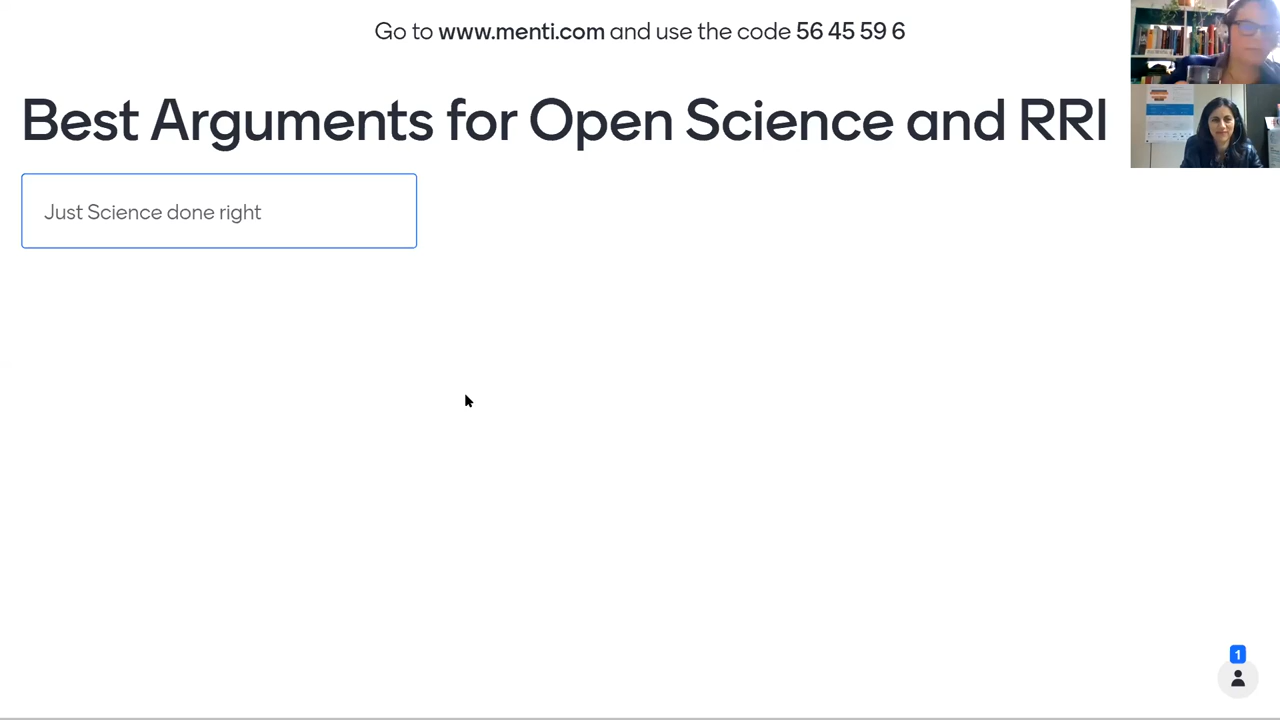 Go to www.menti.com and use the code 56 45 59 6
Best Arguments for Open Science and RRI
Just Science done right
1